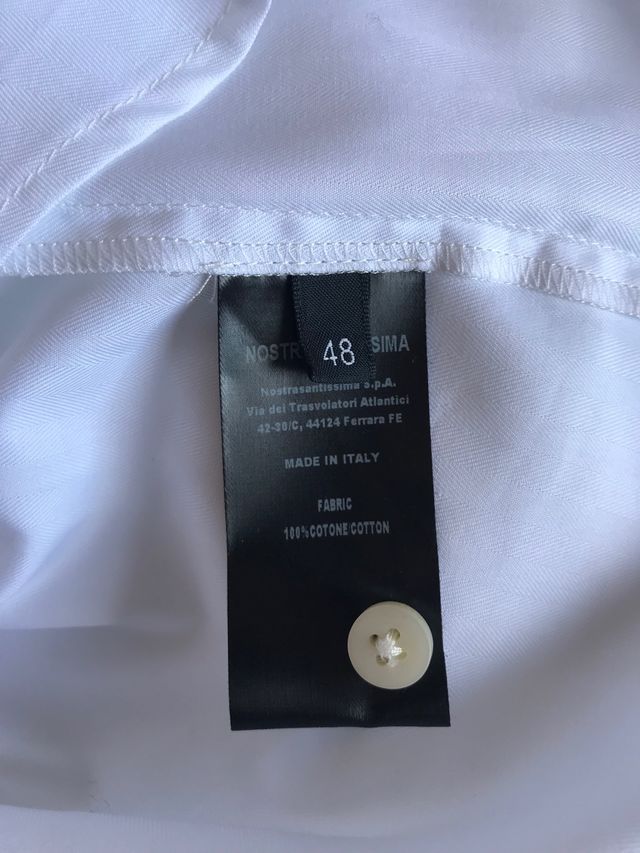 48
NOSTR SIMA
Nostrasantissima S.p.A.
Via dei Trasvolatori Atlantici
42-36/C, 44124 Ferrara FE
MADE IN ITALY
FABRIC
100%COTONE/COTTON